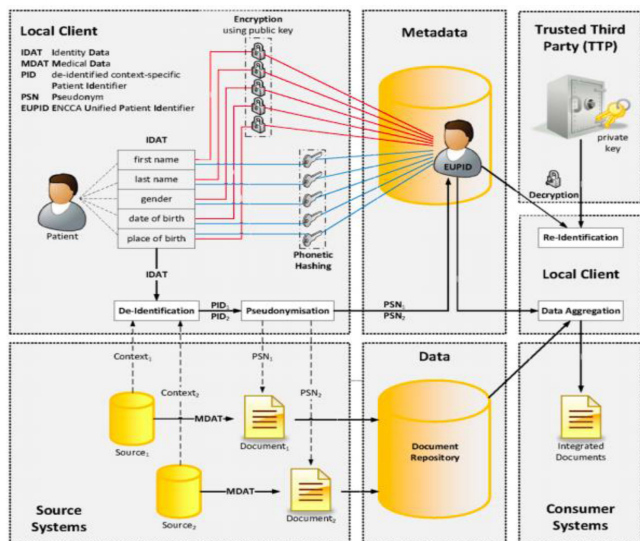 Local Client
IDAT Identity Data
MDAT Medical Data
PID de-identified context-specific
Patient Identifier
PSN Pseudonym
EUPID ENCCA Unified Patient Identifier
Encryption
using public key
IDAT
first name
last name
gender
date of birth
place of birth
Patient
IDAT
Phonetic
Hashing
De-Identification
PID1
PID2
Pseudonymisation
PSN1
PSN2
Metadata
EUPID
Trusted Third
Party (TTP)
private
key
Decryption
Re-Identification
Local Client
Data Aggregation
Context1
Context2
PSN1
PSN2
MDAT
Source1
Document1
MDAT
Source2
Document2
Source
Systems
Data
Document
Repository
Integrated
Documents
Consumer
Systems